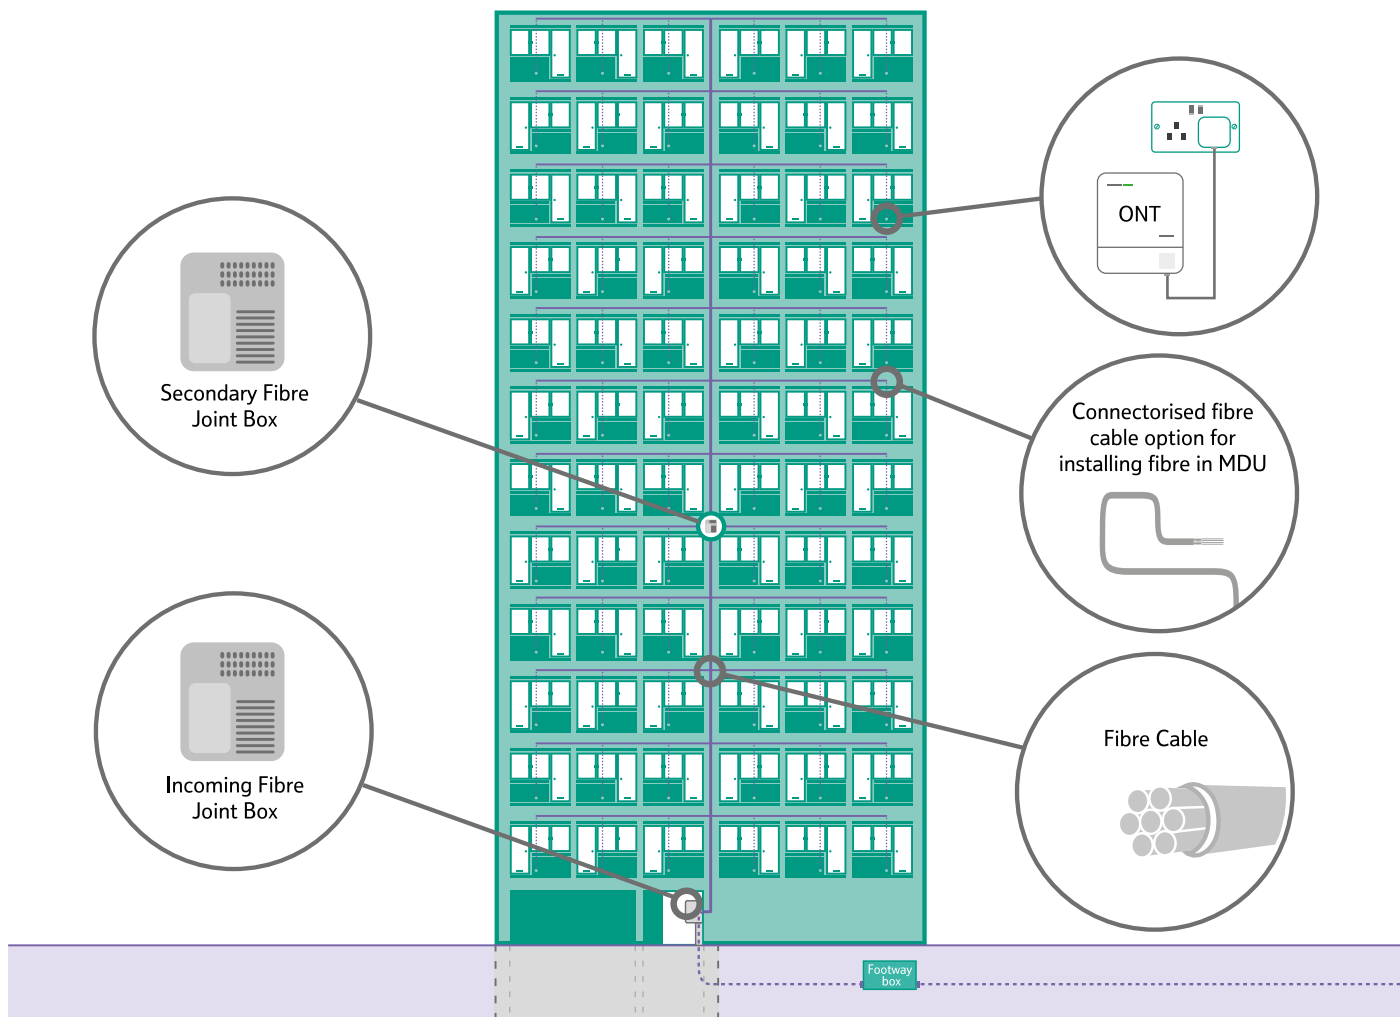 Secondary Fibre
Joint Box
Incoming Fibre
Joint Box
ONT
Connectorised fibre
cable option for
installing fibre in MDU
Fibre Cable
Footway
box